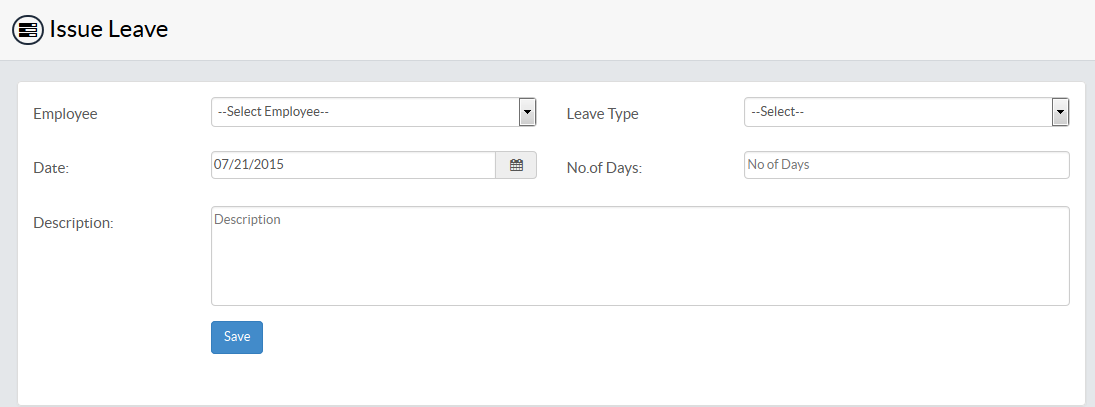 Issue Leave
Employee --Select Employee-- Leave Type --Select--
Date: 07/21/2015 No.of Days: No of Days
Description: Description
Save